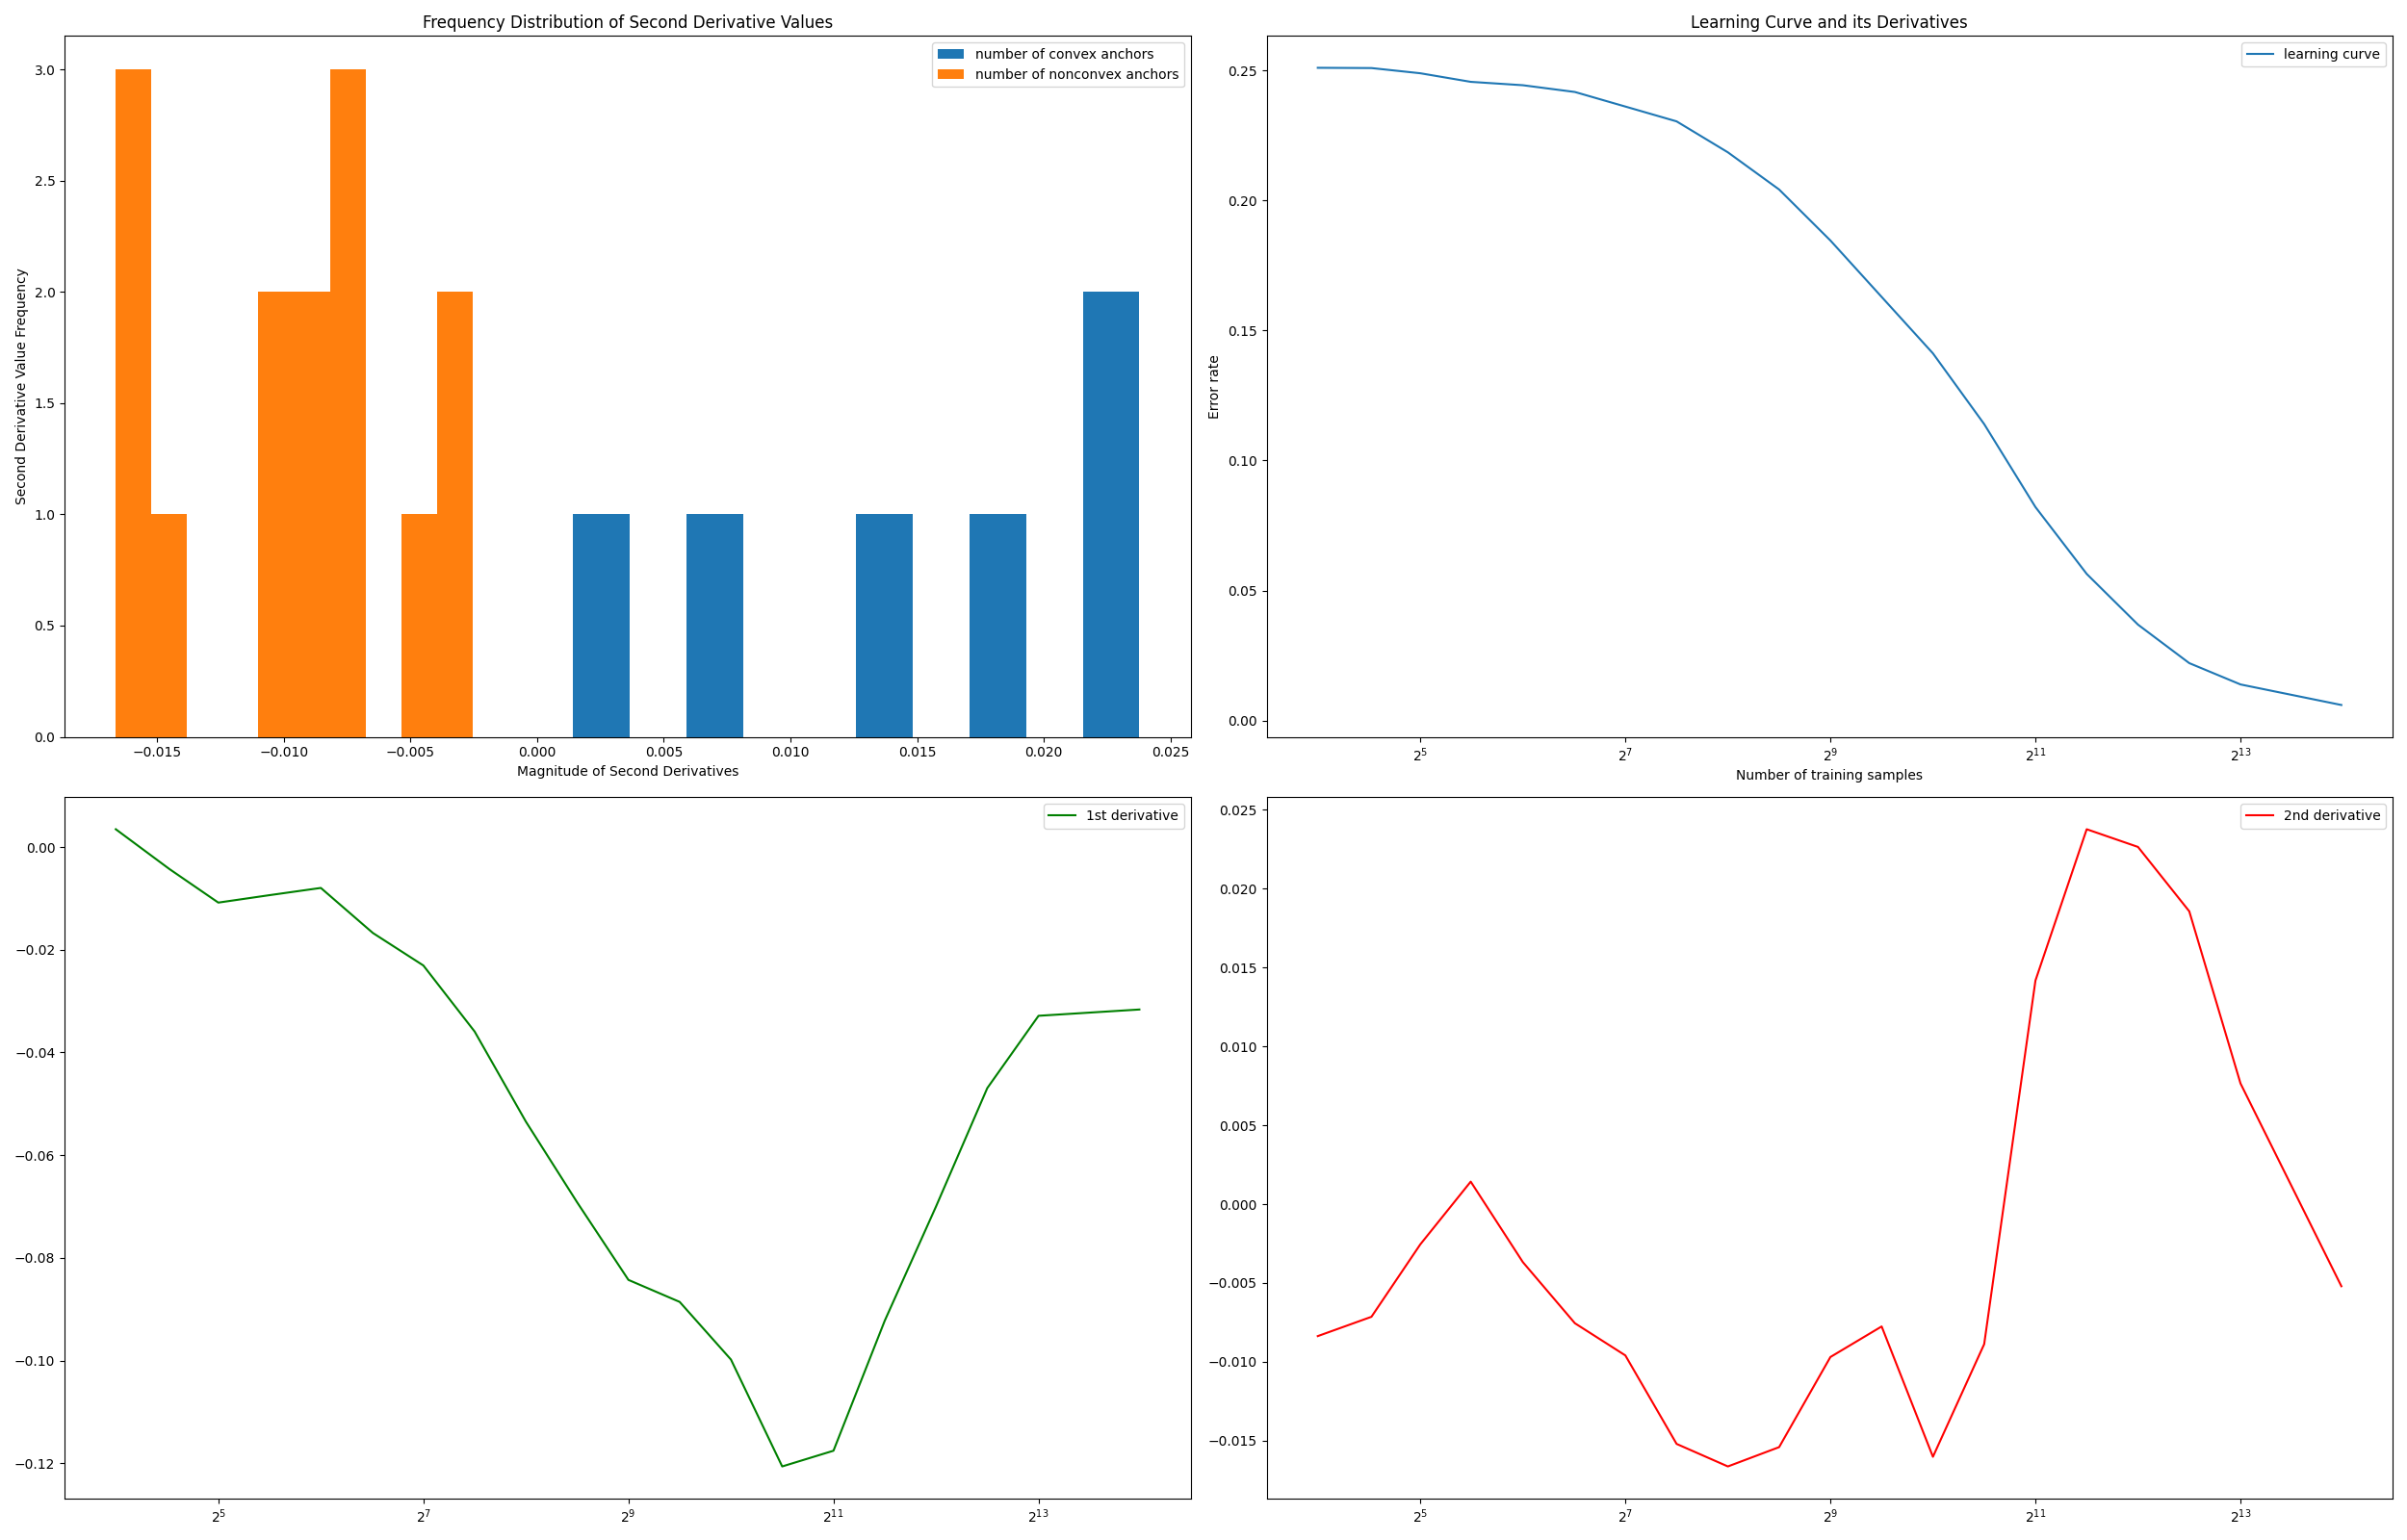 Frequency Distribution of Second Derivative Values
number of convex anchors
number of nonconvex anchors
3.0
2.5
2.0
1.5
1.0
0.5
0.0
Second Derivative Value Frequency
−0.015 −0.010 −0.005 0.000 0.005 0.010 0.015 0.020 0.025
Magnitude of Second Derivatives
Learning Curve and its Derivatives
learning curve
0.25
0.20
0.15
0.10
0.05
0.00
Error rate
2^5 2^7 2^9 2^11 2^13
Number of training samples
1st derivative
0.00
−0.02
−0.04
−0.06
−0.08
−0.10
−0.12
2^5 2^7 2^9 2^11 2^13
2nd derivative
0.025
0.020
0.015
0.010
0.005
0.000
−0.005
−0.010
−0.015
2^5 2^7 2^9 2^11 2^13